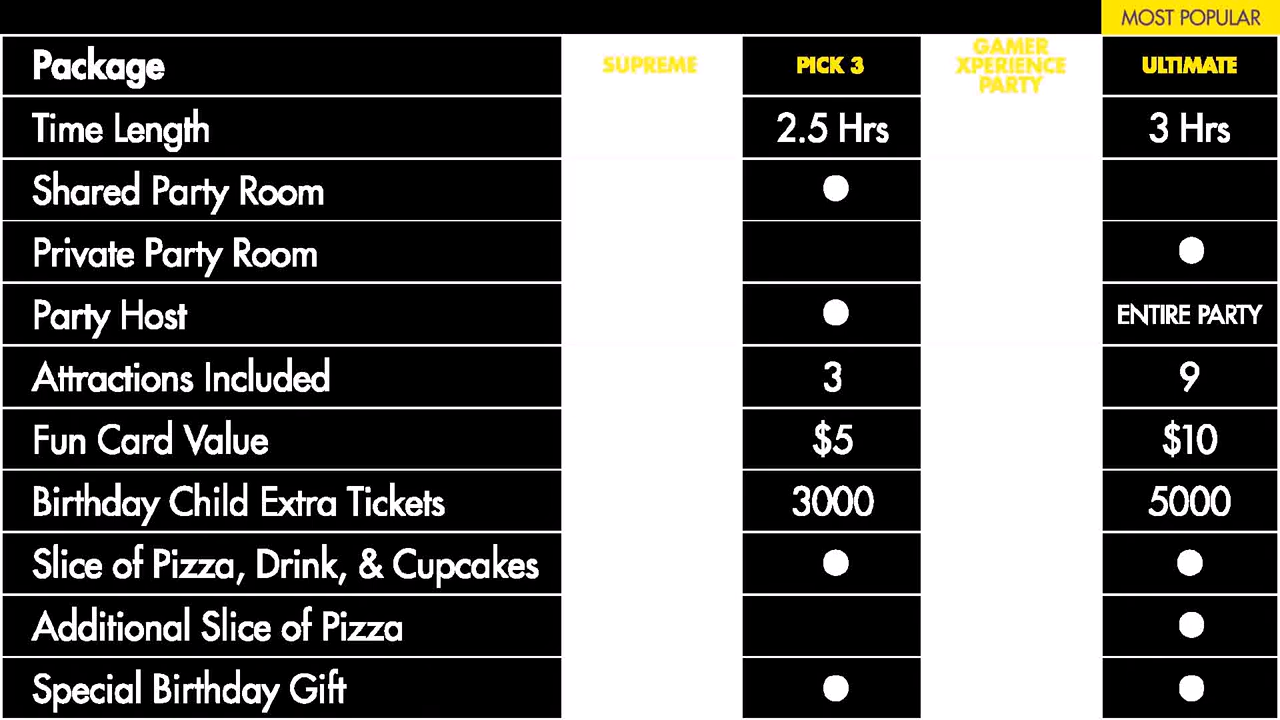 MOST POPULAR
Package SUPREME PICK 3 GAMER XPERIENCE PARTY ULTIMATE
Time Length 2.5 Hrs 3 Hrs
Shared Party Room
Private Party Room
Party Host ENTIRE PARTY
Attractions Included 3 9
Fun Card Value $5 $10
Birthday Child Extra Tickets 3000 5000
Slice of Pizza, Drink, & Cupcakes
Additional Slice of Pizza
Special Birthday Gift